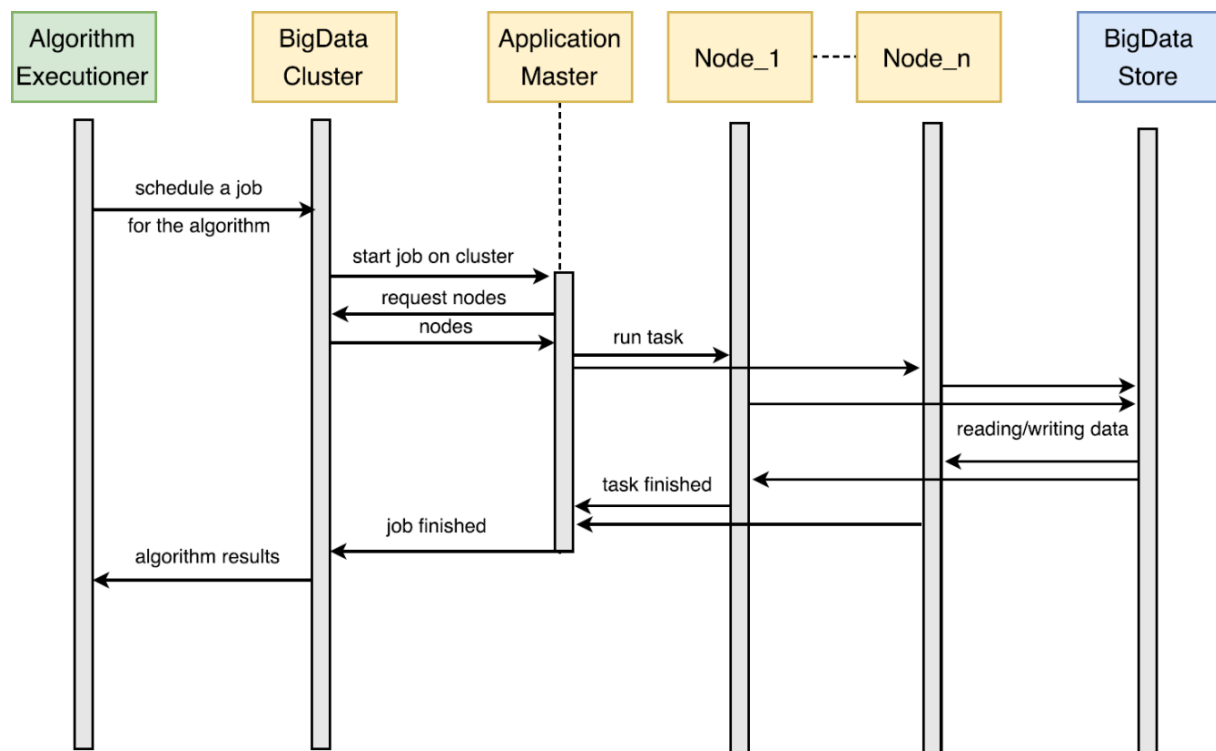 Algorithm
Executioner
BigData
Cluster
Application
Master
Node_1
Node_n
BigData
Store
schedule a job
for the algorithm
start job on cluster
request nodes
nodes
run task
reading/writing data
task finished
job finished
algorithm results